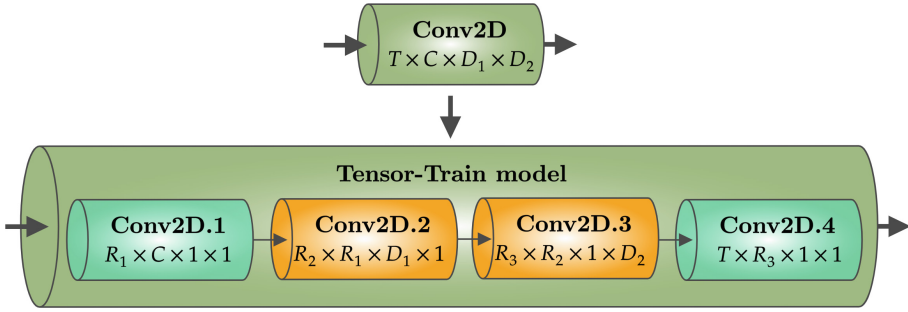 Conv2D
T × C × D₁ × D₂
Tensor-Train model
Conv2D.1
R₁ × C × 1 × 1
Conv2D.2
R₂ × R₁ × D₁ × 1
Conv2D.3
R₃ × R₂ × 1 × D₂
Conv2D.4
T × R₃ × 1 × 1